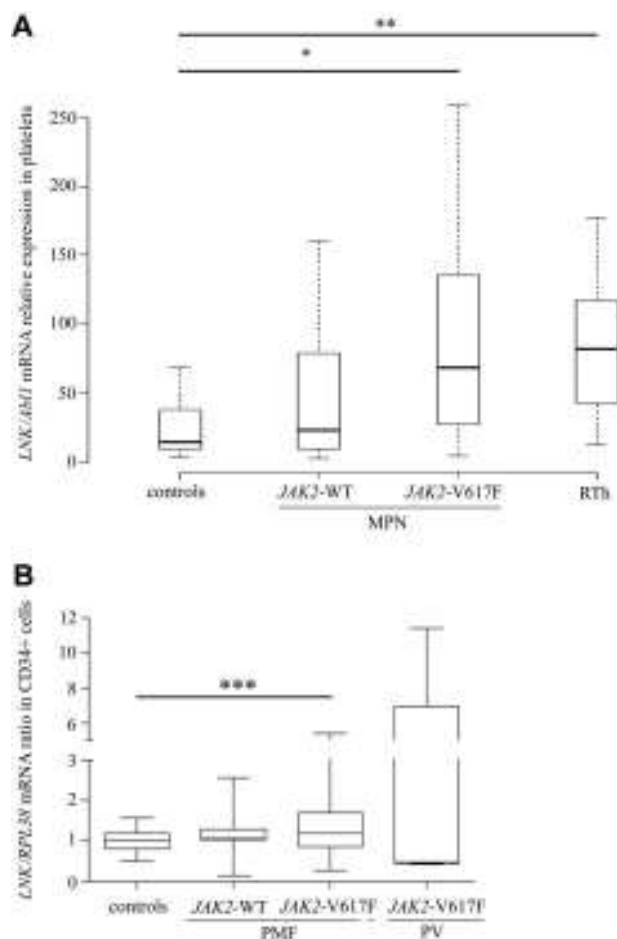 A
**
*
LNK/Abl1 mRNA relative expression in platelets
250
200
150
100
50
0
controls JAK2-WT JAK2-V617F RTh
MPN
B
LNK/RPL38 mRNA ratio in CD34+ cells
12
10
8
6
3
2
1
0
***
controls JAK2-WT JAK2-V617F JAK2-V617F
PMF PV